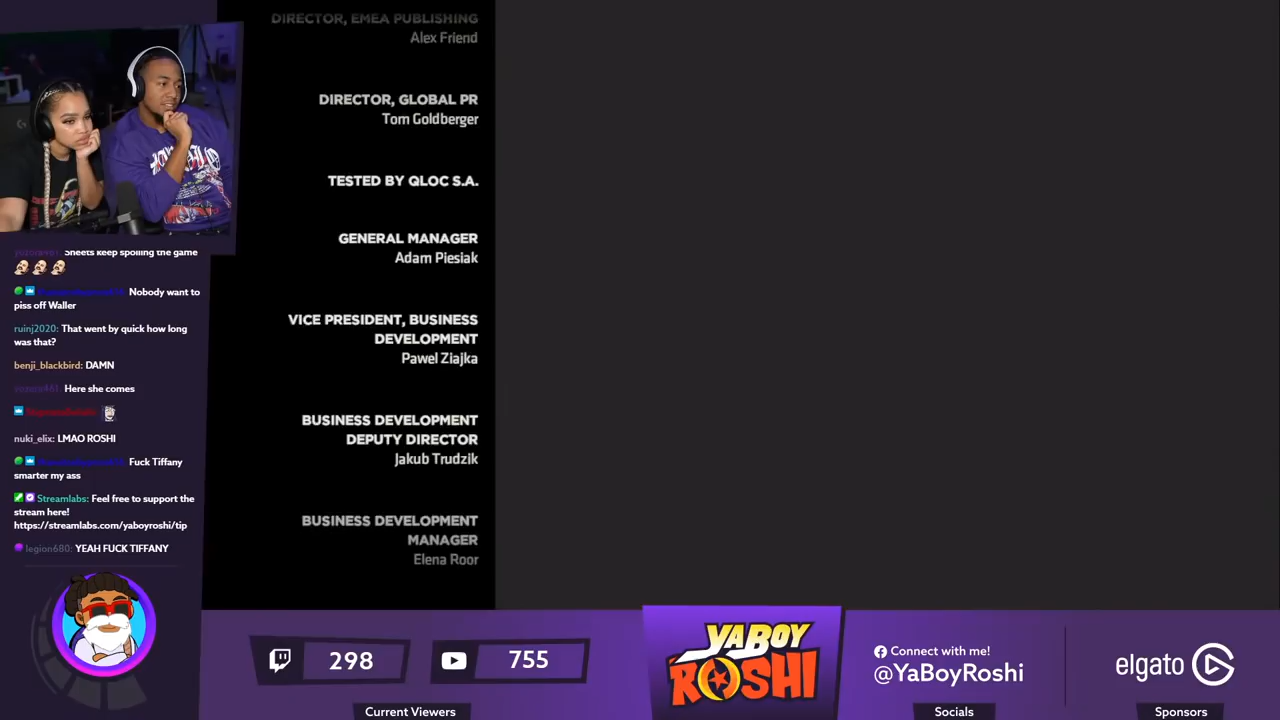 DIRECTOR, EMEA PUBLISHING
Alex Friend
DIRECTOR, GLOBAL PR
Tom Goldberger
TESTED BY QLOC S.A.
GENERAL MANAGER
Adam Piesiak
VICE PRESIDENT, BUSINESS
DEVELOPMENT
Pawel Ziajka
BUSINESS DEVELOPMENT
DEPUTY DIRECTOR
Jakub Trudzik
BUSINESS DEVELOPMENT
MANAGER
Elena Roor
Sheets keep spoiling the game
Nobody want to
piss off Waller
ruinj2020: That went by quick how long
was that?
benji_blackbird: DAMN
Here she comes
nuki_elix: LMAO ROSHI
Fuck Tiffany
smarter my ass
Streamlabs: Feel free to support the
stream here!
https://streamlabs.com/yaboyroshi/tip
legion680: YEAH FUCK TIFFANY
298
755
Current Viewers
YABOY
ROSHI
Connect with me!
@YaBoyRoshi
Socials
elgato
Sponsors